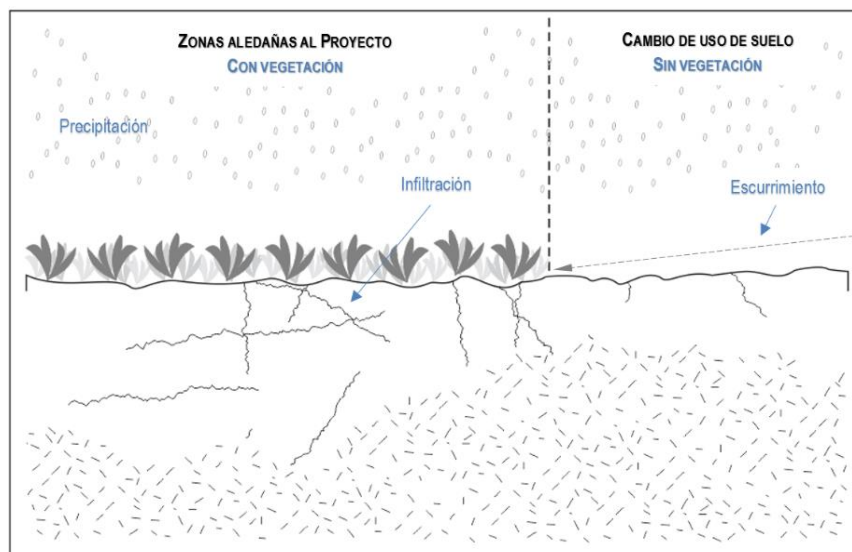 ZONAS ALEDAÑAS AL PROYECTO
CON VEGETACIÓN
CAMBIO DE USO DE SUELO
SIN VEGETACIÓN
Precipitación
Infiltración
Escurrimiento